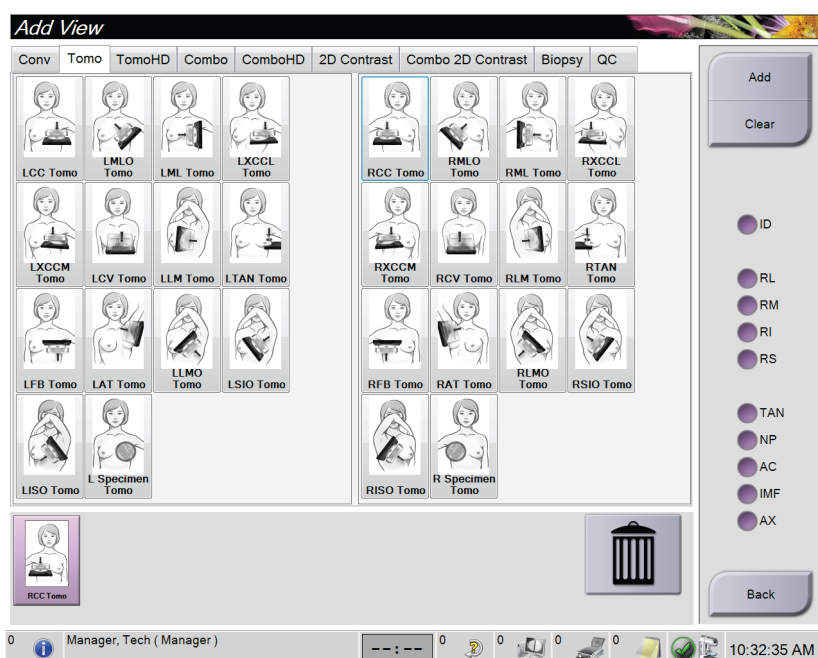 Add View
Conv Tomo TomoHD Combo ComboHD 2D Contrast Combo 2D Contrast Biopsy QC
LCC Tomo
LMLO
Tomo
LML Tomo
LXCCL
Tomo
RCC Tomo
RMLO
Tomo
RML Tomo
RXCCL
Tomo
LXCCM
Tomo
LCV Tomo
LLM Tomo
LTAN Tomo
RXCCM
Tomo
RCV Tomo
RLM Tomo
RTAN
Tomo
LFB Tomo
LAT Tomo
LLMO
Tomo
LSIO Tomo
RFB Tomo
RAT Tomo
RLMO
Tomo
RSIO Tomo
LISO Tomo
L Specimen
Tomo
RISO Tomo
R Specimen
Tomo
RCC Tomo
Add
Clear
ID
RL
RM
RI
RS
TAN
NP
AC
IMF
AX
Back
0 Manager, Tech ( Manager ) --:-- 0 0 0 0 10:32:35 AM